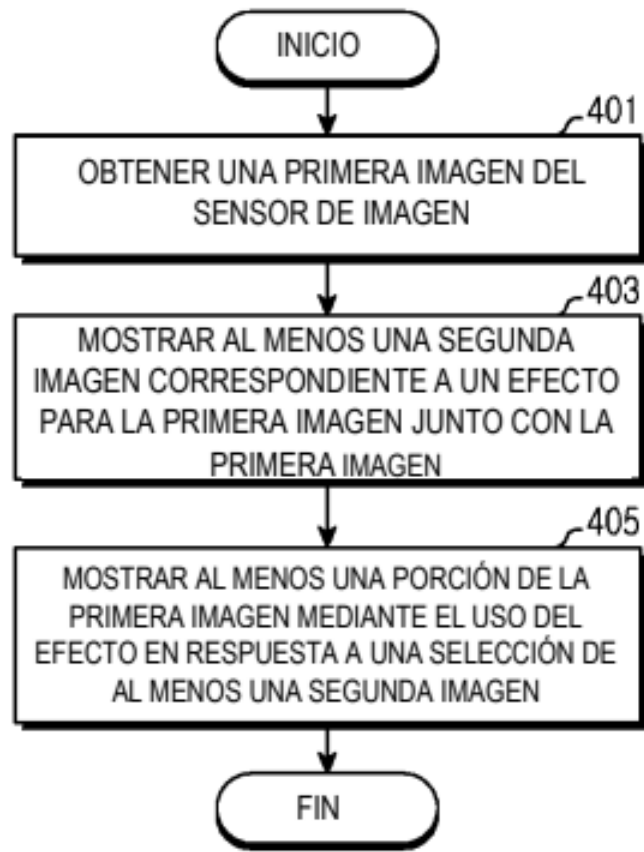 INICIO
401
OBTENER UNA PRIMERA IMAGEN DEL
SENSOR DE IMAGEN
403
MOSTRAR AL MENOS UNA SEGUNDA
IMAGEN CORRESPONDIENTE A UN EFECTO
PARA LA PRIMERA IMAGEN JUNTO CON LA
PRIMERA IMAGEN
405
MOSTRAR AL MENOS UNA PORCIÓN DE LA
PRIMERA IMAGEN MEDIANTE EL USO DEL
EFECTO EN RESPUESTA A UNA SELECCIÓN DE
AL MENOS UNA SEGUNDA IMAGEN
FIN